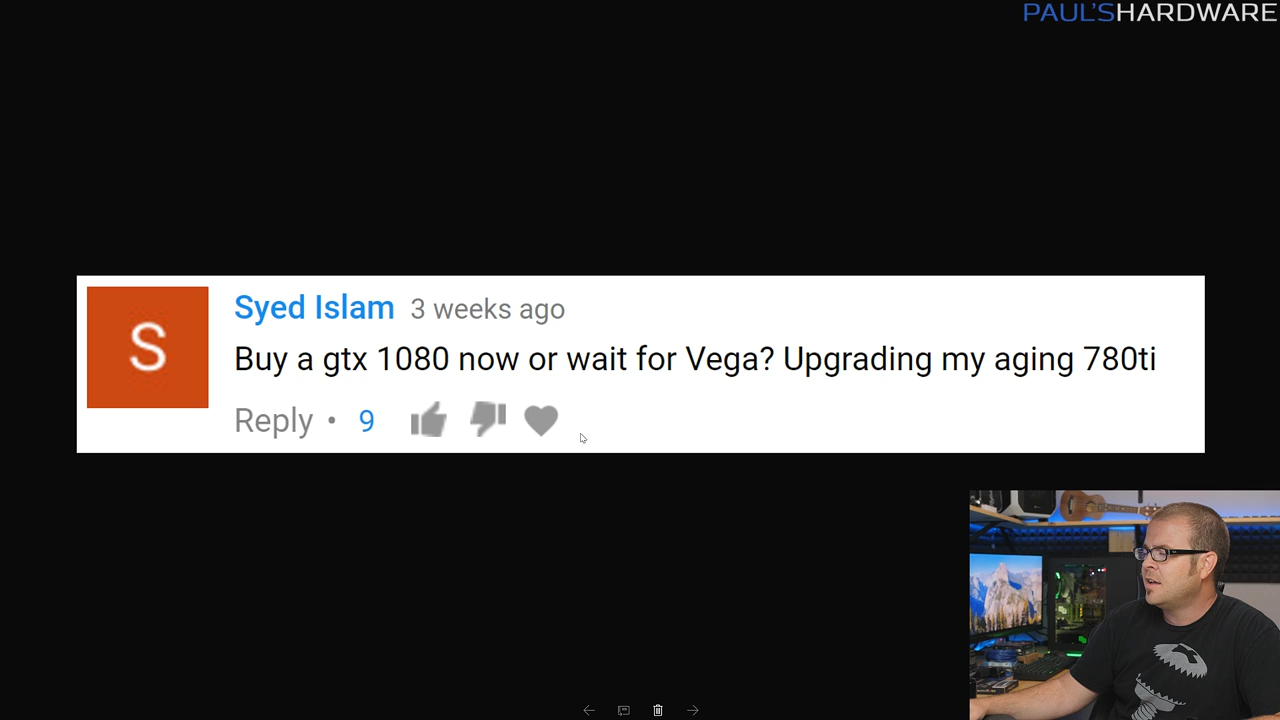 PAUL'SHARDWARE
S
Syed Islam 3 weeks ago
Buy a gtx 1080 now or wait for Vega? Upgrading my aging 780ti
Reply • 9